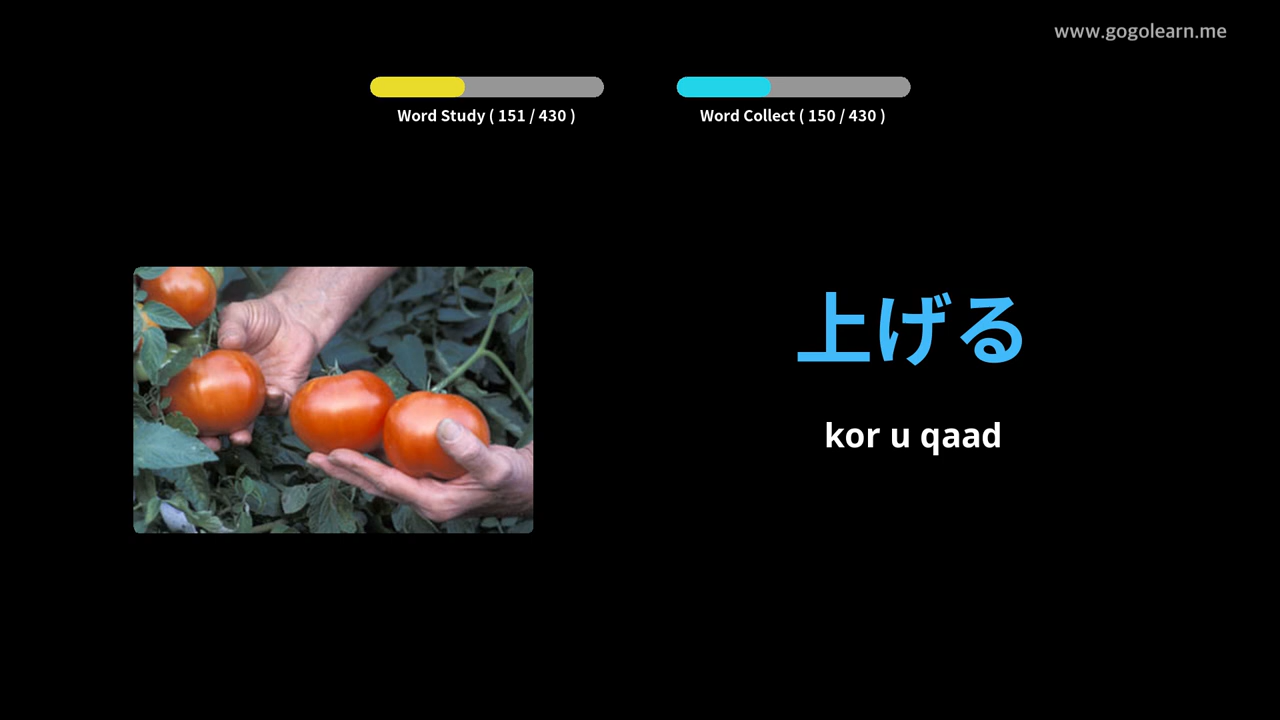 www.gogolearn.me
Word Study ( 151 / 430 )
Word Collect ( 150 / 430 )
上げる
kor u qaad